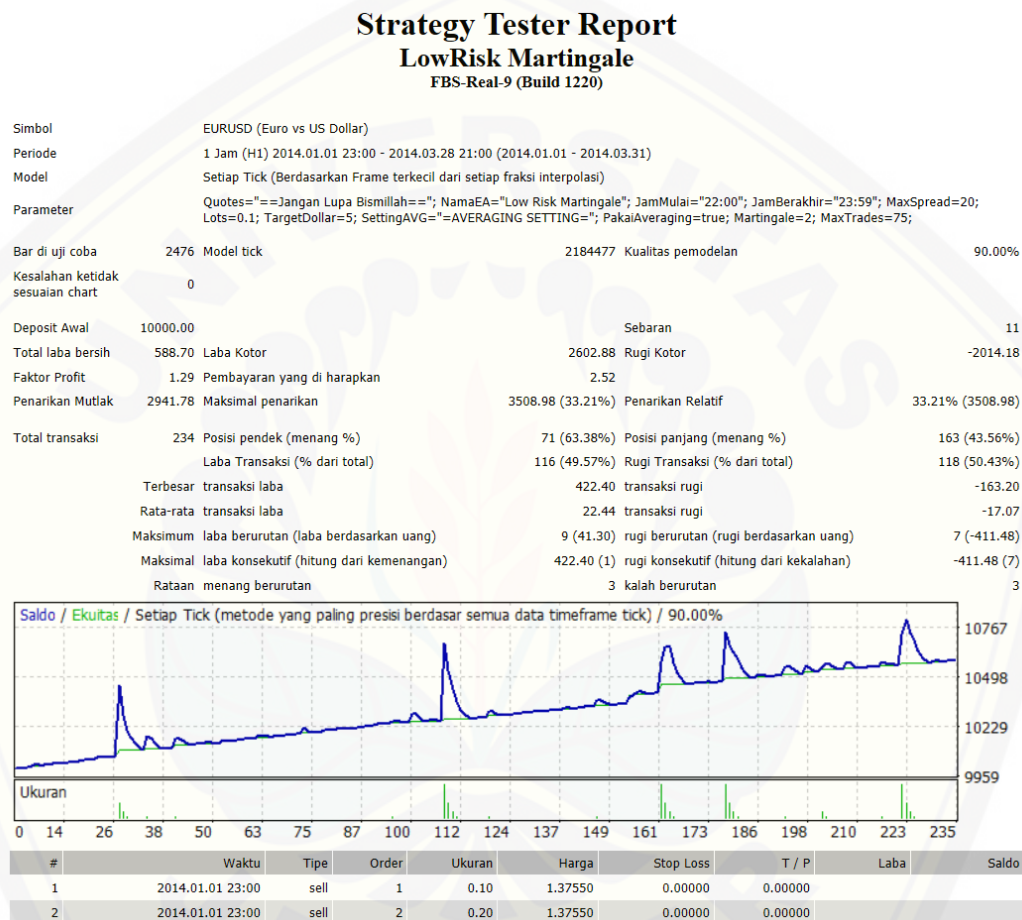 Strategy Tester Report
LowRisk Martingale
FBS-Real-9 (Build 1220)
Simbol EURUSD (Euro vs US Dollar)
Periode 1 Jam (H1) 2014.01.01 23:00 - 2014.03.28 21:00 (2014.01.01 - 2014.03.31)
Model Setiap Tick (Berdasarkan Frame terkecil dari setiap fraksi interpolasi)
Parameter Quotes="==Jangan Lupa Bismillah=="; NamaEA="Low Risk Martingale"; JamMulai="22:00"; JamBerakhir="23:59"; MaxSpread=20;
Lots=0.1; TargetDollar=5; SettingAVG="=AVERAGING SETTING="; PakaiAveraging=true; Martingale=2; MaxTrades=75;
Bar di uji coba 2476 Model tick 2184477 Kualitas pemodelan 90.00%
Kesalahan ketidak
sesuaian chart 0
Deposit Awal 10000.00 Sebaran 11
Total laba bersih 588.70 Laba Kotor 2602.88 Rugi Kotor -2014.18
Faktor Profit 1.29 Pembayaran yang di harapkan 2.52
Penarikan Mutlak 2941.78 Maksimal penarikan 3508.98 (33.21%) Penarikan Relatif 33.21% (3508.98)
Total transaksi 234 Posisi pendek (menang %) 71 (63.38%) Posisi panjang (menang %) 163 (43.56%)
Laba Transaksi (% dari total) 116 (49.57%) Rugi Transaksi (% dari total) 118 (50.43%)
Terbesar transaksi laba 422.40 transaksi rugi -163.20
Rata-rata transaksi laba 22.44 transaksi rugi -17.07
Maksimum laba berurutan (laba berdasarkan uang) 9 (41.30) rugi berurutan (rugi berdasarkan uang) 7 (-411.48)
Maksimal laba konsekutif (hitung dari kemenangan) 422.40 (1) rugi konsekutif (hitung dari kekalahan) -411.48 (7)
Rataan menang berurutan 3 kalah berurutan 3
Saldo / Ekuitas / Setiap Tick (metode yang paling presisi berdasar semua data timeframe tick) / 90.00%
10767
10498
10229
9959
Ukuran
0 14 26 38 50 63 75 87 100 112 124 137 149 161 173 186 198 210 223 235
# Waktu Tipe Order Ukuran Harga Stop Loss T / P Laba Saldo
1 2014.01.01 23:00 sell 1 0.10 1.37550 0.00000 0.00000
2 2014.01.01 23:00 sell 2 0.20 1.37550 0.00000 0.00000
UNIVERSITAS